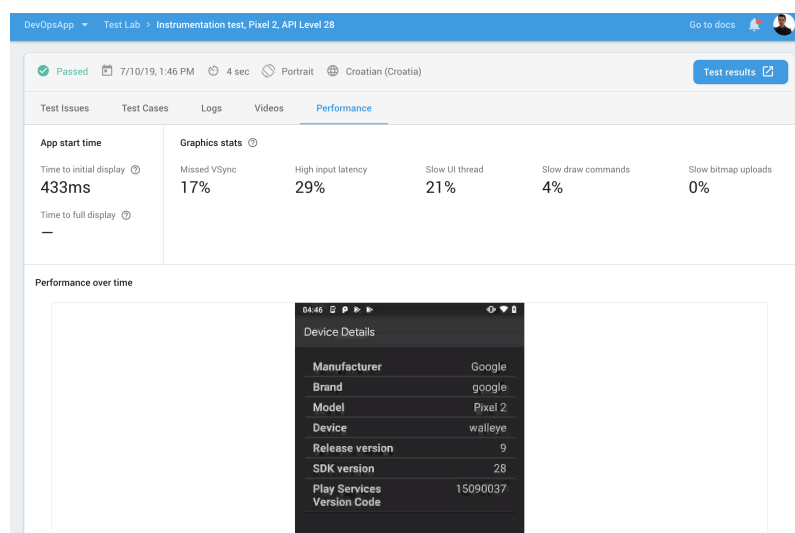 DevOpsApp Test Lab > Instrumentation test, Pixel 2, API Level 28 Go to docs
Passed 7/10/19, 1:46 PM 4 sec Portrait Croatian (Croatia) Test results
Test Issues Test Cases Logs Videos Performance
App start time Graphics stats
Time to initial display Missed VSync High input latency Slow UI thread Slow draw commands Slow bitmap uploads
433ms 17% 29% 21% 4% 0%
Time to full display
—
Performance over time
04:46
Device Details
Manufacturer Google
Brand google
Model Pixel 2
Device walleye
Release version 9
SDK version 28
Play Services 15090037
Version Code